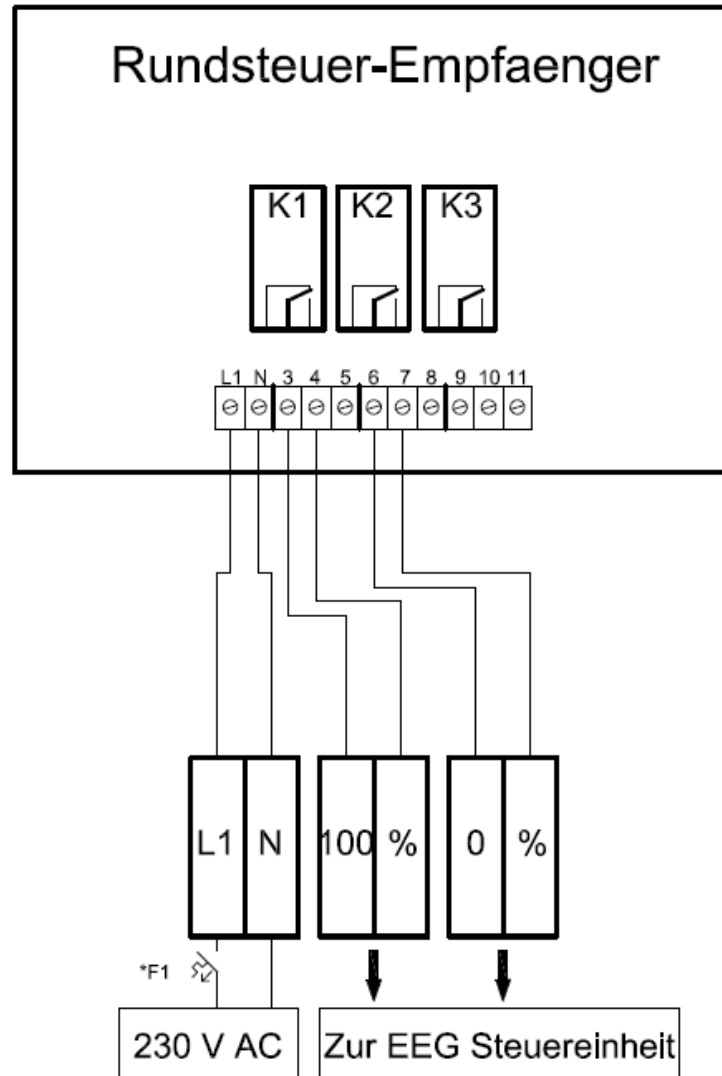 Rundsteuer-Empfaenger
K1 K2 K3
L1 N 3 4 5 6 7 8 9 10 11
L1 N 100 % 0 %
*F1
230 V AC Zur EEG Steuereinheit